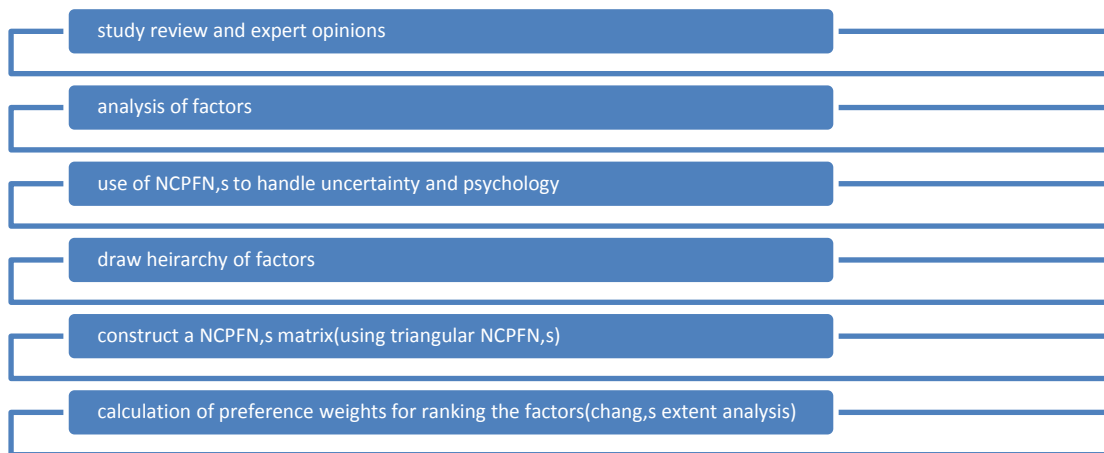 study review and expert opinions
analysis of factors
use of NCPFN,s to handle uncertainty and psychology
draw heirarchy of factors
construct a NCPFN,s matrix(using triangular NCPFN,s)
calculation of preference weights for ranking the factors(chang,s extent analysis)